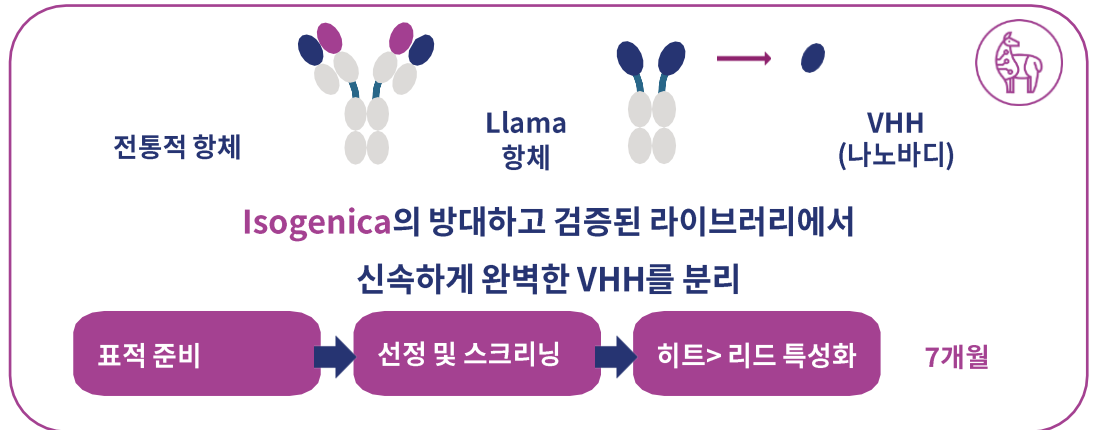 전통적 항체
Llama
항체
VHH
(나노바디)
Isogenica의 방대하고 검증된 라이브러리에서
신속하게 완벽한 VHH를 분리
표적 준비
선정 및 스크리닝
히트> 리드 특성화
7개월